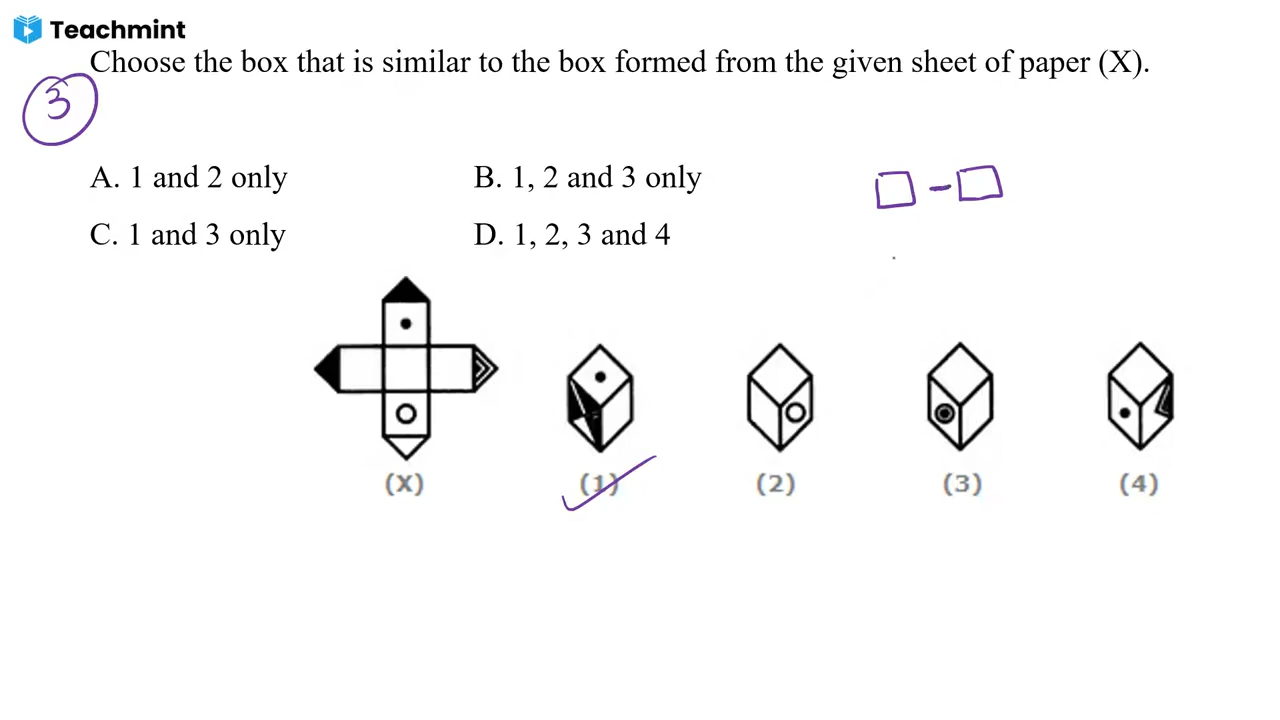 Teachmint
Choose the box that is similar to the box formed from the given sheet of paper (X).
3
A. 1 and 2 only
B. 1, 2 and 3 only
C. 1 and 3 only
D. 1, 2, 3 and 4
(X) (1) (2) (3) (4)